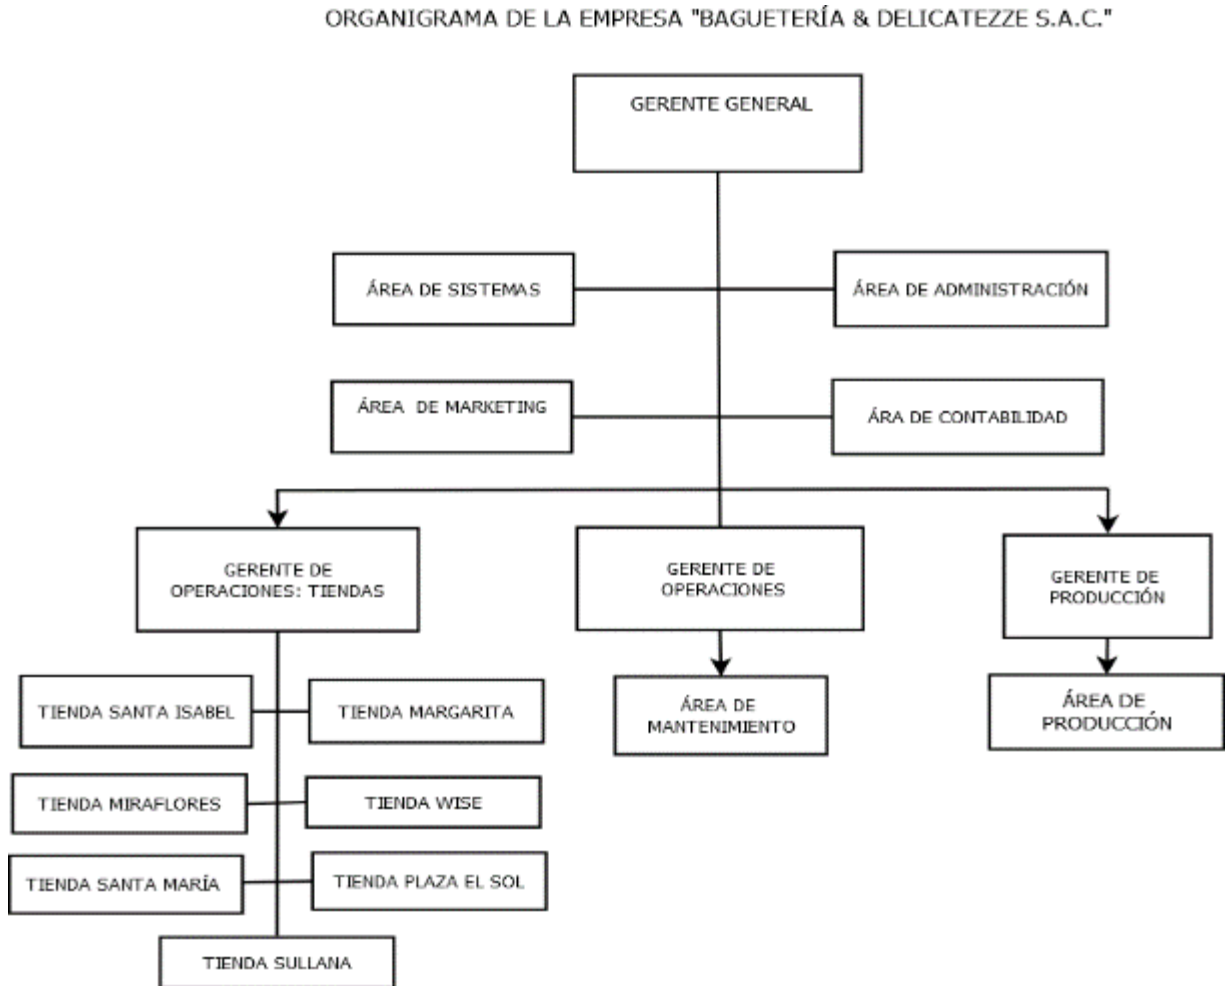 ORGANIGRAMA DE LA EMPRESA "BAGUETERÍA & DELICATEZZE S.A.C."
GERENTE GENERAL
ÁREA DE SISTEMAS
ÁREA DE ADMINISTRACIÓN
ÁREA DE MARKETING
ÁRA DE CONTABILIDAD
GERENTE DE
OPERACIONES: TIENDAS
GERENTE DE
OPERACIONES
GERENTE DE
PRODUCCIÓN
TIENDA SANTA ISABEL
TIENDA MARGARITA
ÁREA DE
MANTENIMIENTO
ÁREA DE
PRODUCCIÓN
TIENDA MIRAFLORES
TIENDA WISE
TIENDA SANTA MARÍA
TIENDA PLAZA EL SOL
TIENDA SULLANA